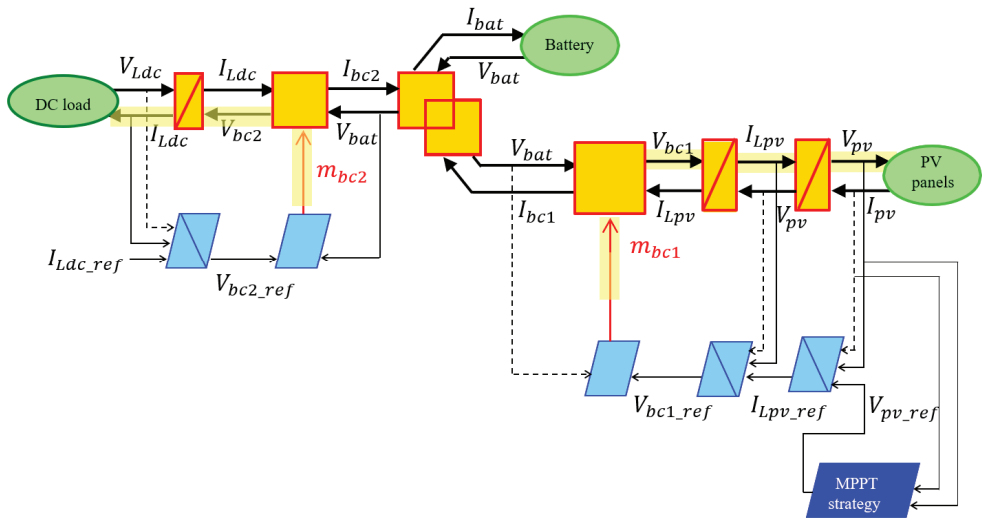 I_bat
Battery
V_bat
V_Ldc
I_Ldc
I_bc2
DC load
I_Ldc
V_bc2
V_bat
m_bc2
V_bat
V_bc1
I_Lpv
V_pv
PV
panels
I_bc1
I_Lpv
V_pv
I_pv
m_bc1
I_Ldc_ref
V_bc2_ref
V_bc1_ref
I_Lpv_ref
V_pv_ref
MPPT
strategy